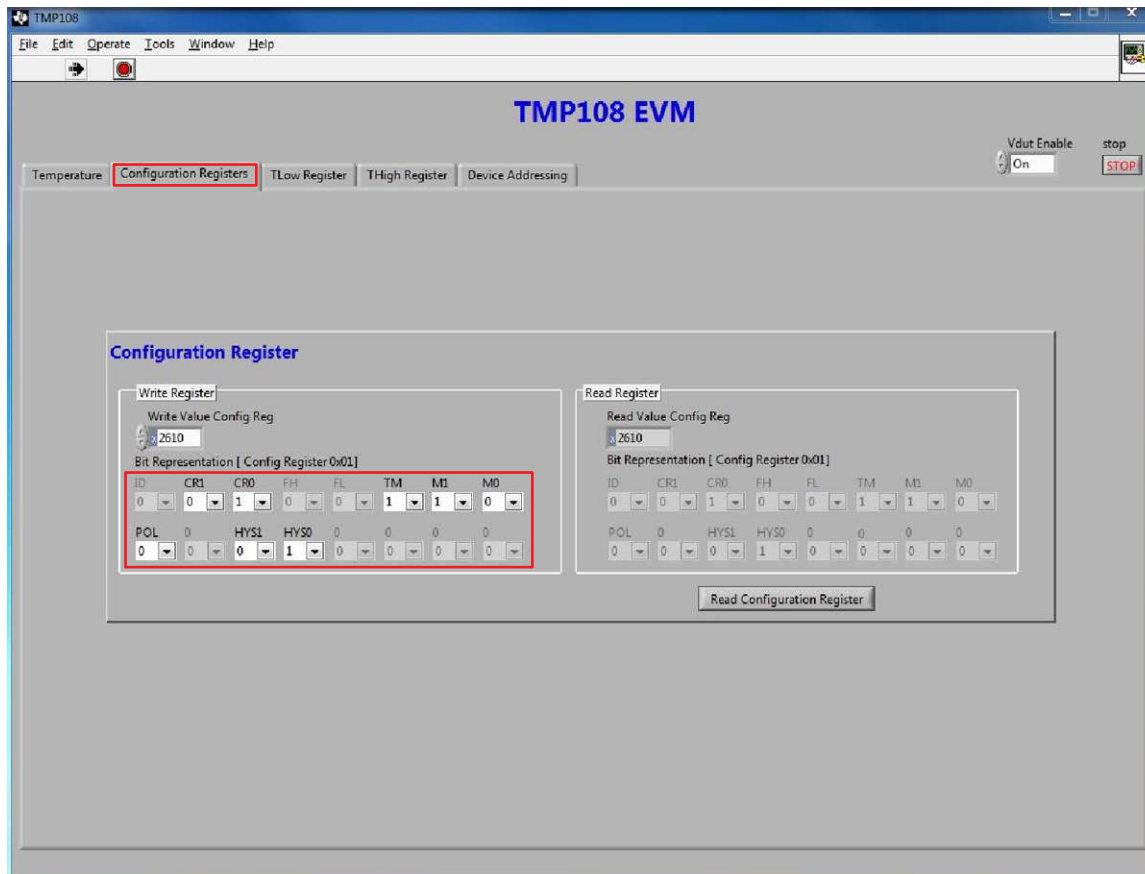 TMP108
File Edit Operate Tools Window Help
TMP108 EVM
Vdut Enable stop
On STOP
Temperature Configuration Registers TLow Register THigh Register Device Addressing
Configuration Register
Write Register
Write Value Config Reg
x 2610
Bit Representation [ Config Register 0x01]
ID CR1 CR0 FH FL TM M1 M0
0 0 1 0 0 1 1 0
POL 0 HYS1 HYS0 0 0 0 0
0 0 0 1 0 0 0 0
Read Register
Read Value Config Reg
x 2610
Bit Representation [ Config Register 0x01]
ID CR1 CR0 FH FL TM M1 M0
0 0 1 0 0 1 1 0
POL 0 HYS1 HYS0 0 0 0 0
0 0 0 1 0 0 0 0
Read Configuration Register